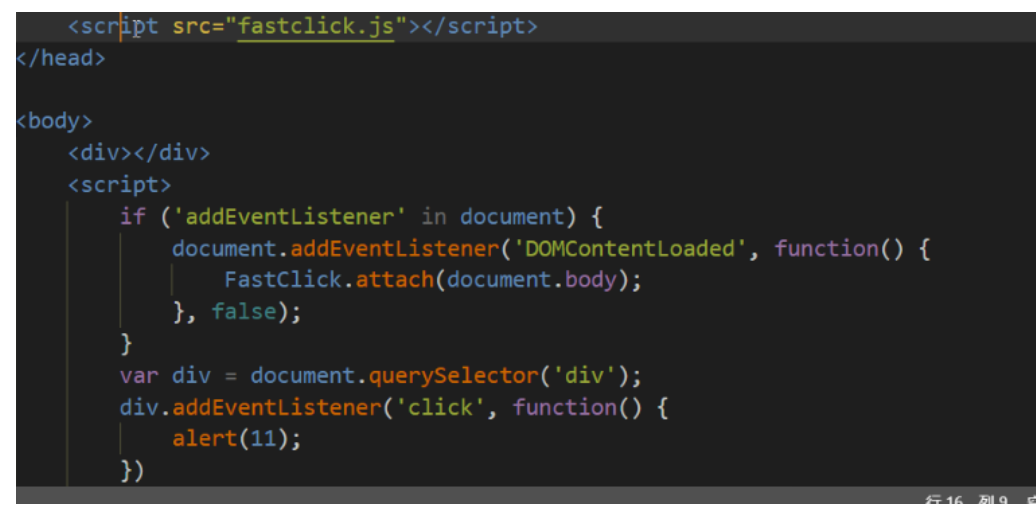 <script src="fastclick.js"></script>
</head>

<body>
    <div></div>
    <script>
        if ('addEventListener' in document) {
            document.addEventListener('DOMContentLoaded', function() {
                FastClick.attach(document.body);
            }, false);
        }
        var div = document.querySelector('div');
        div.addEventListener('click', function() {
            alert(11);
        })
行 16 列 9